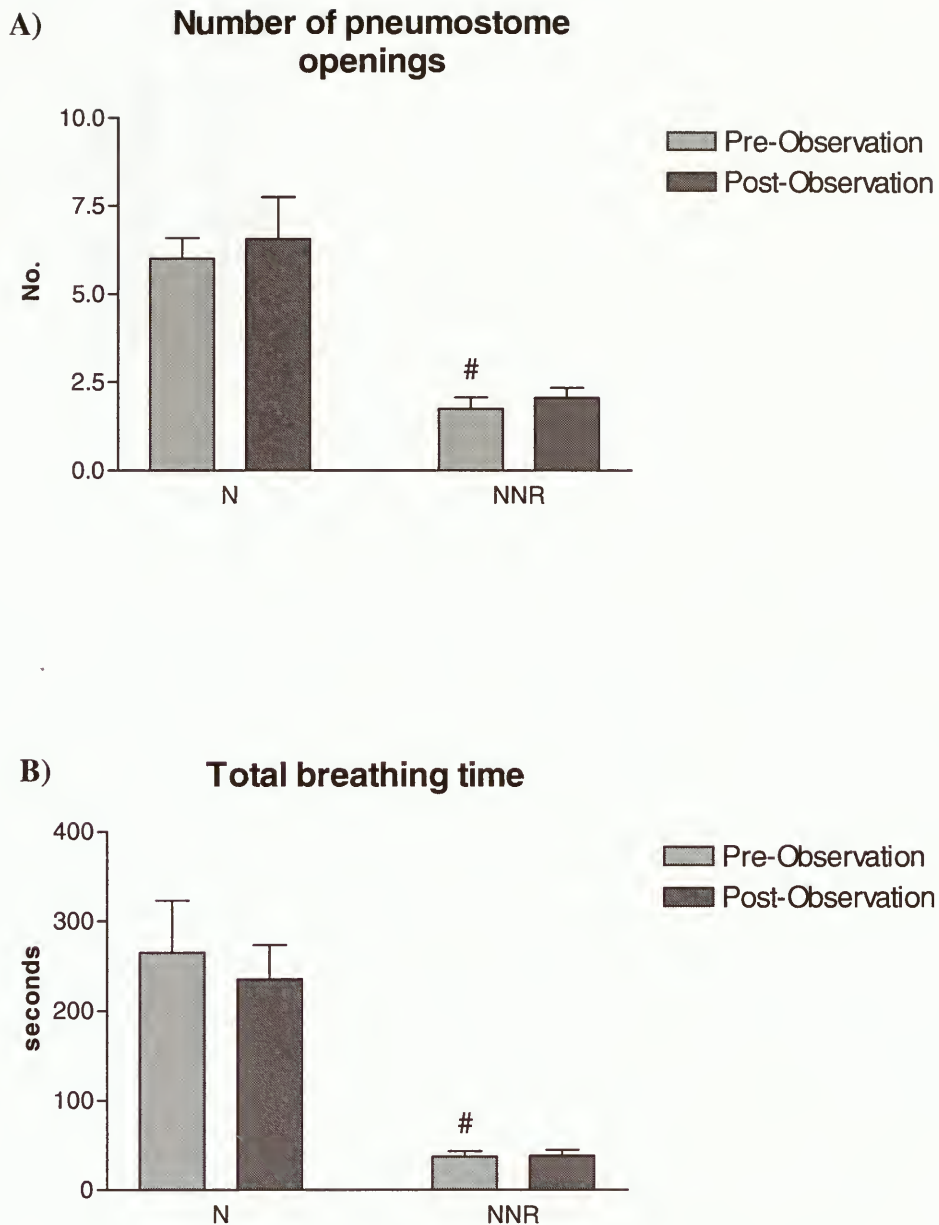 A)
Number of pneumostome
openings
10.0
7.5
5.0
2.5
0.0
No.
#
N
NNR
Pre-Observation
Post-Observation
B)
Total breathing time
400
300
200
100
0
seconds
#
N
NNR
Pre-Observation
Post-Observation